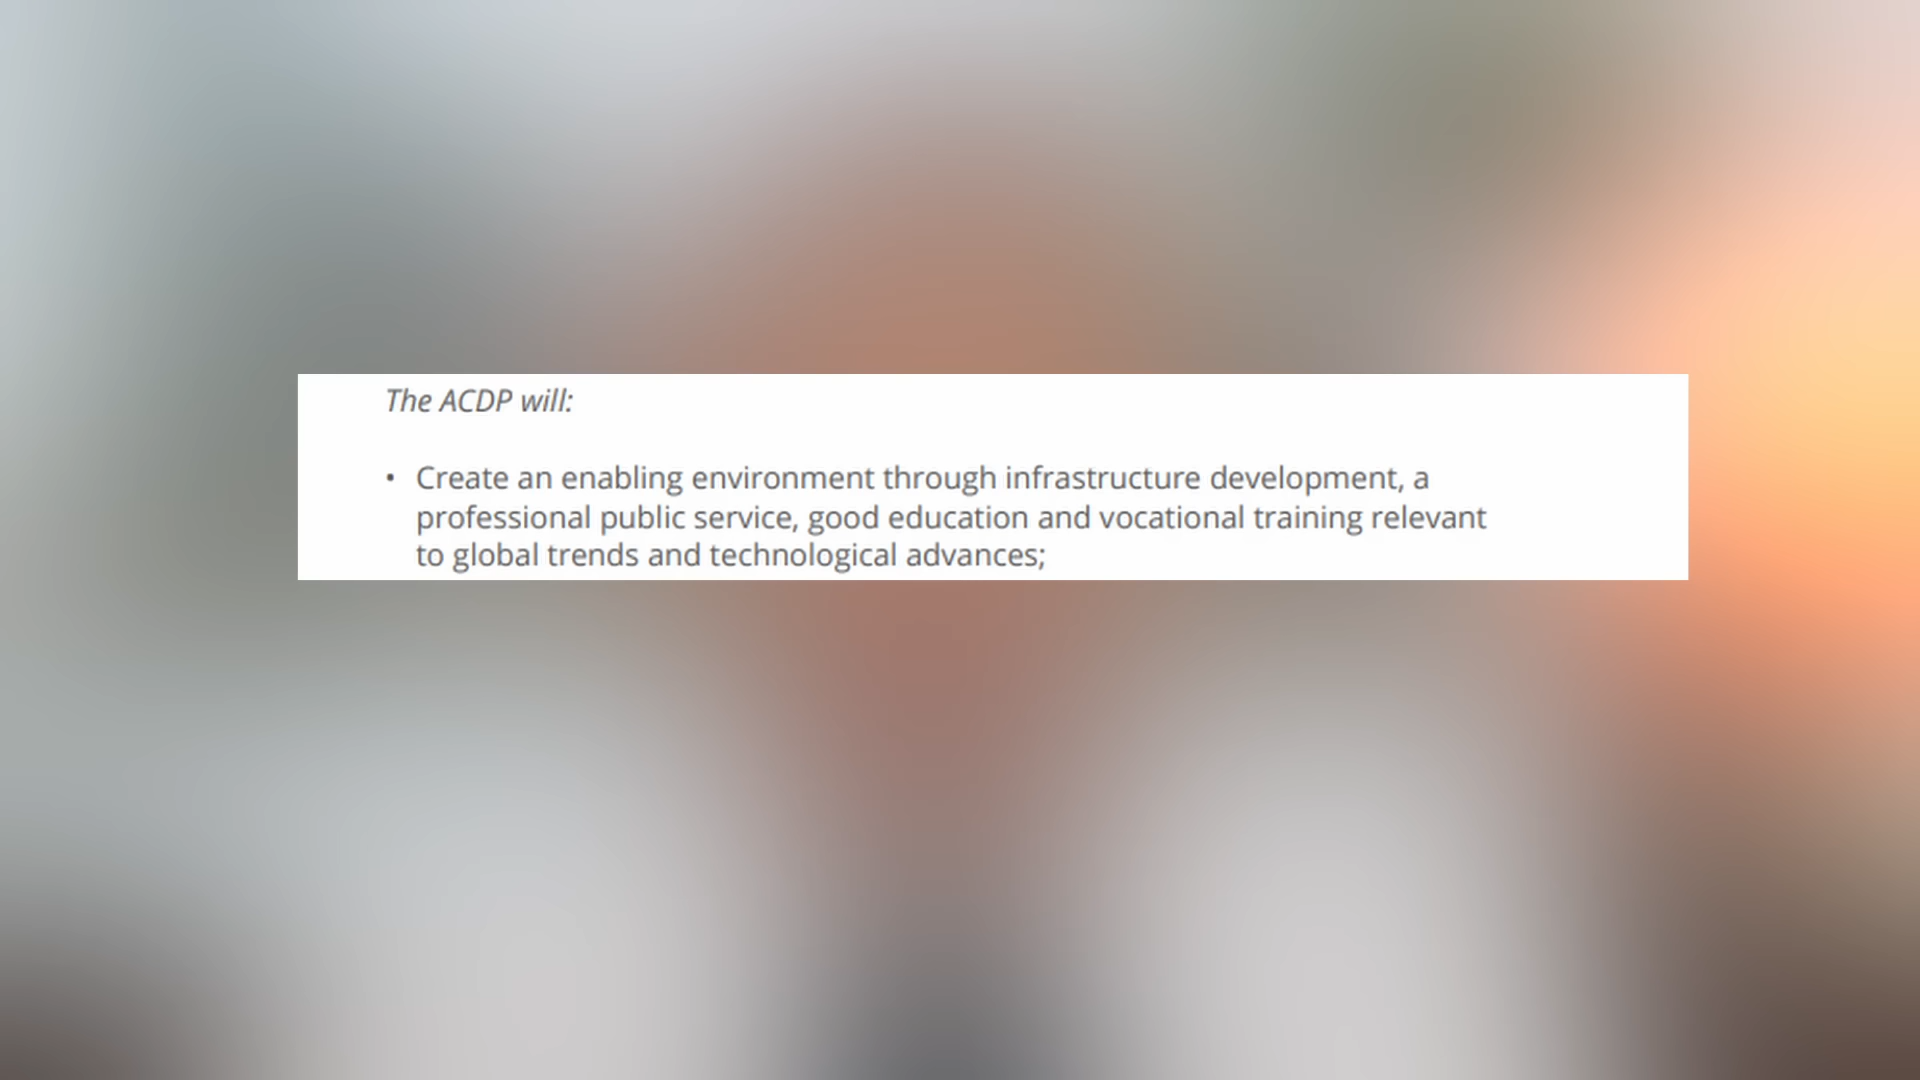 The ACDP will:
• Create an enabling environment through infrastructure development, a
professional public service, good education and vocational training relevant
to global trends and technological advances;